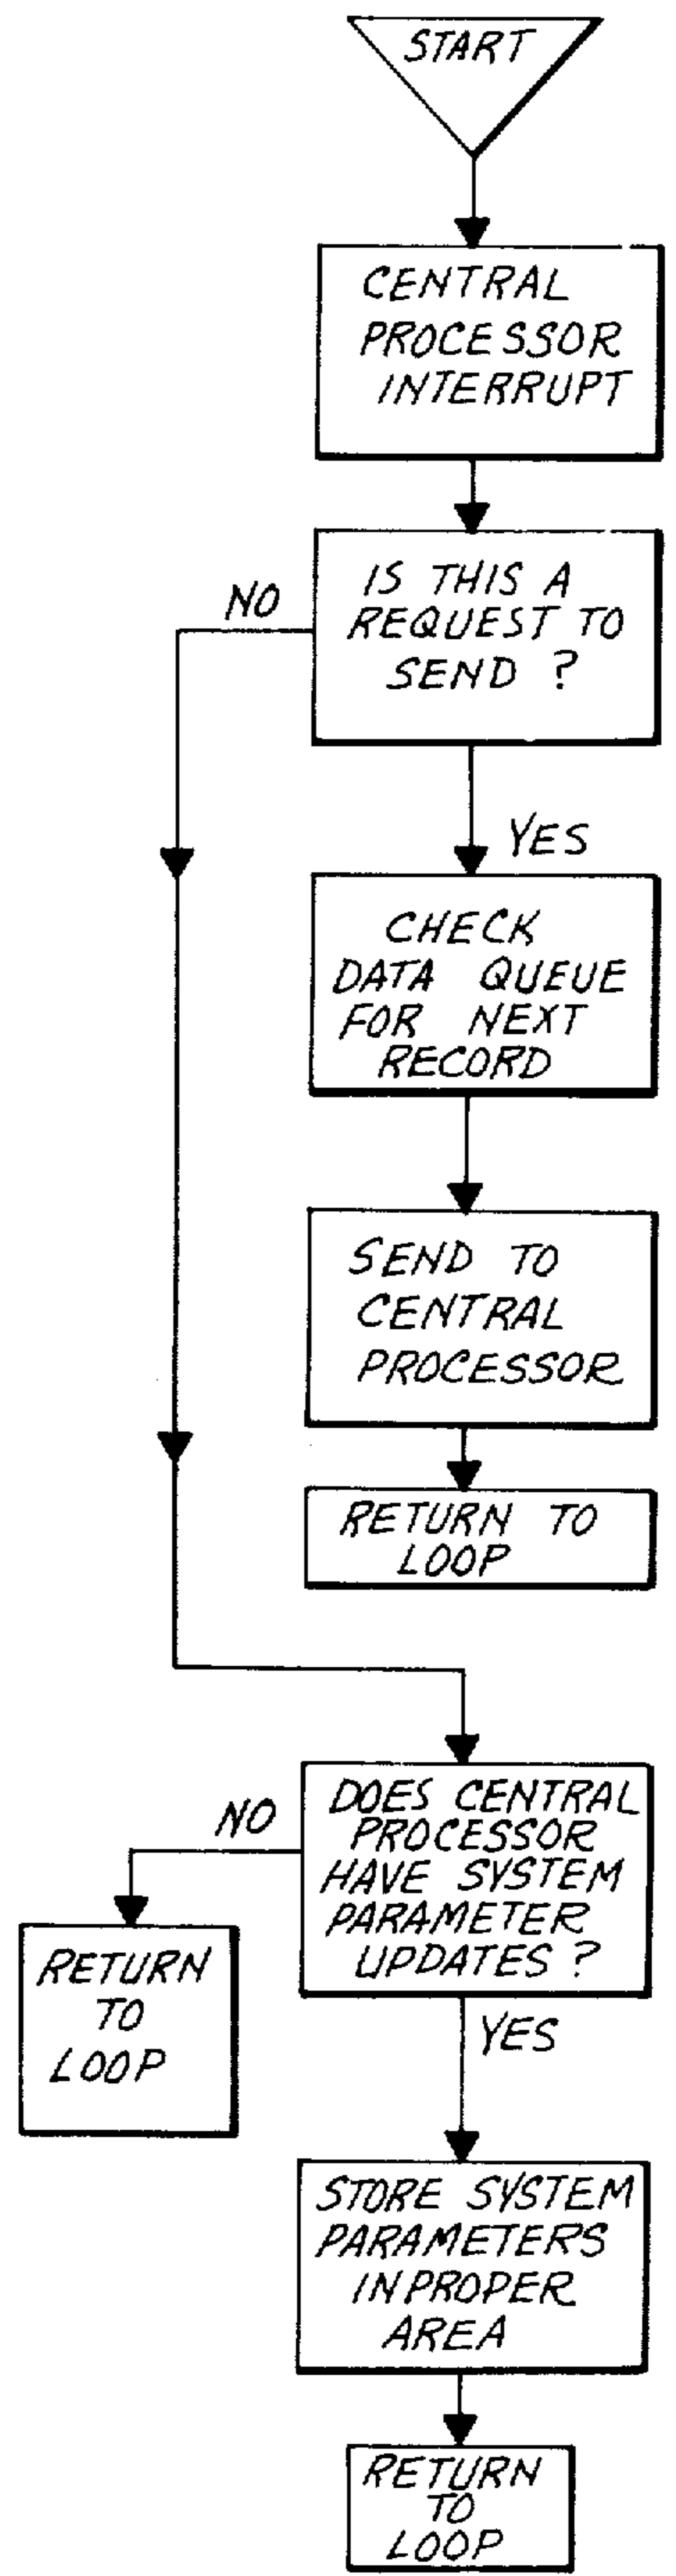 START
CENTRAL
PROCESSOR
INTERRUPT
IS THIS A
REQUEST TO
SEND ?
NO
YES
CHECK
DATA QUEUE
FOR NEXT
RECORD
SEND TO
CENTRAL
PROCESSOR
RETURN TO
LOOP
DOES CENTRAL
PROCESSOR
HAVE SYSTEM
PARAMETER
UPDATES ?
NO
RETURN
TO
LOOP
YES
STORE SYSTEM
PARAMETERS
IN PROPER
AREA
RETURN
TO
LOOP